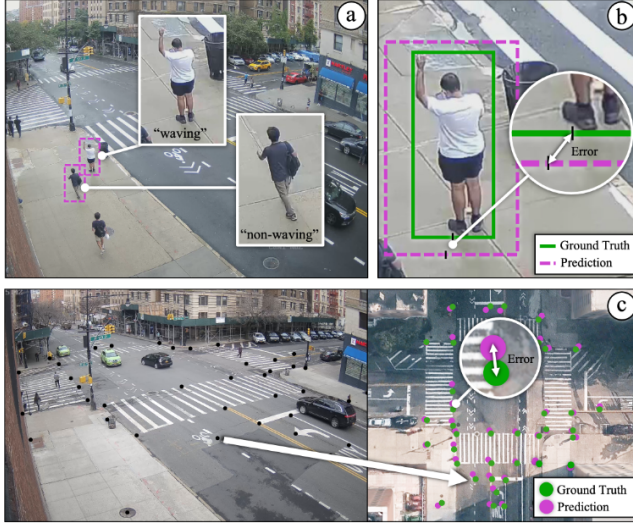 a
"waving"
"non-waving"
b
Error
Ground Truth
Prediction
c
Error
Ground Truth
Prediction